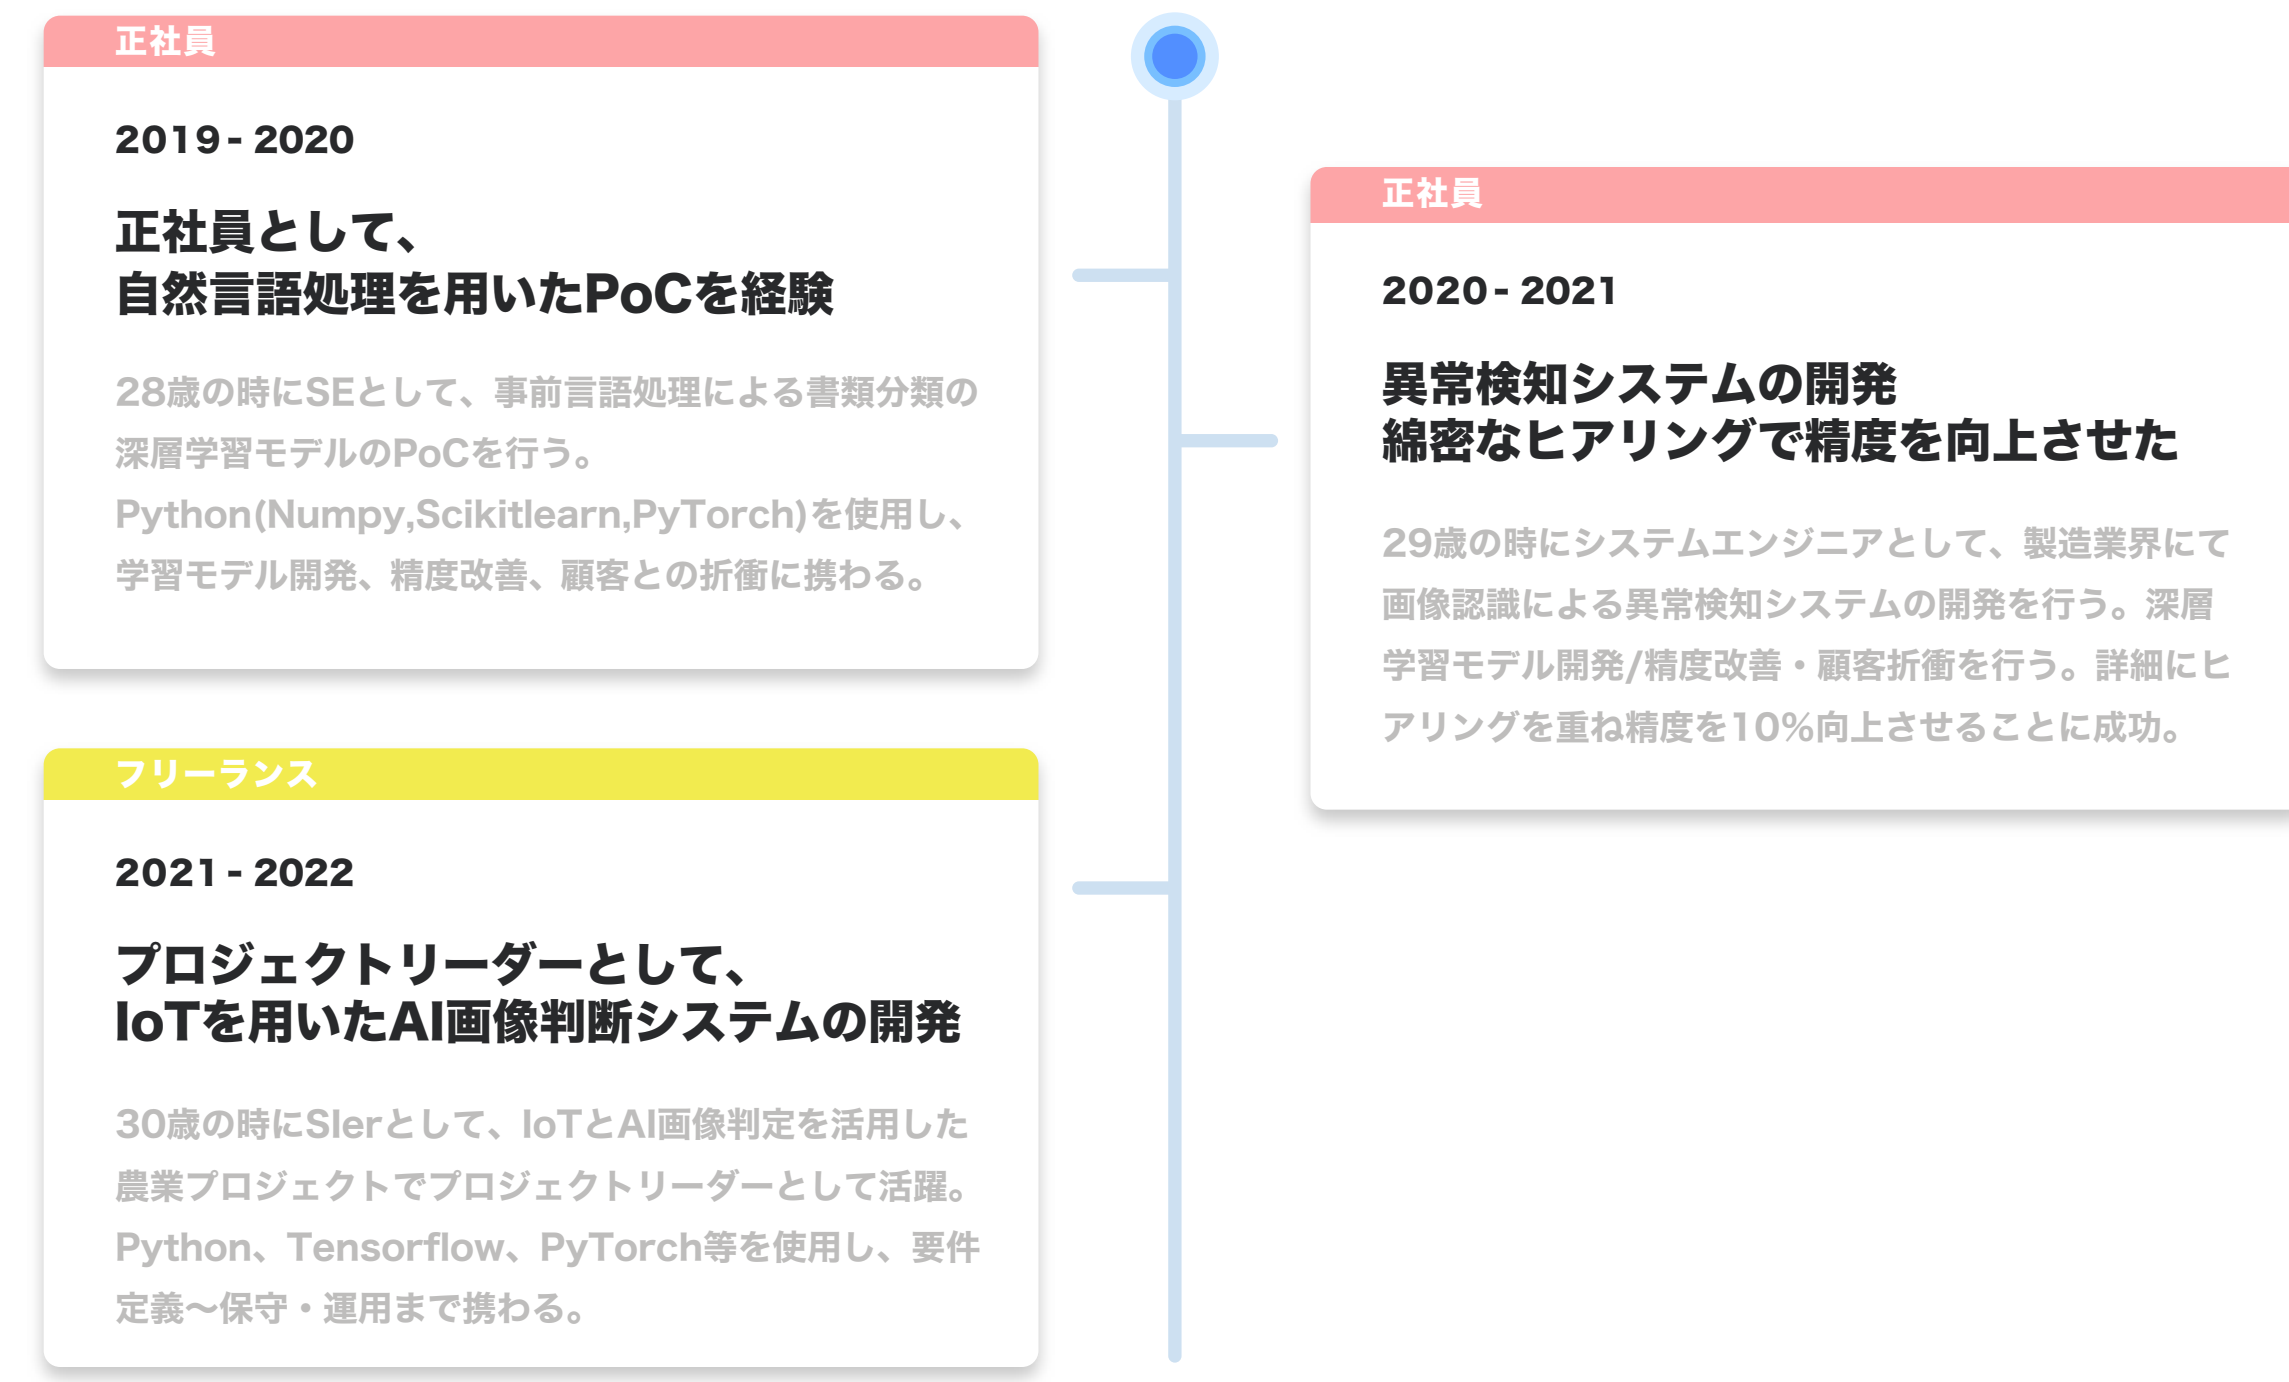 正社員
2019 - 2020
正社員として、
自然言語処理を用いたPoCを経験
28歳の時にSEとして、事前言語処理による書類分類の
深層学習モデルのPoCを行う。
Python(Numpy,Scikitlearn,PyTorch)を使用し、
学習モデル開発、精度改善、顧客との折衝に携わる。
正社員
2020 - 2021
異常検知システムの開発
綿密なヒアリングで精度を向上させた
29歳の時にシステムエンジニアとして、製造業界にて
画像認識による異常検知システムの開発を行う。深層
学習モデル開発/精度改善・顧客折衝を行う。詳細にヒ
アリングを重ね精度を10%向上させることに成功。
フリーランス
2021 - 2022
プロジェクトリーダーとして、
IoTを用いたAI画像判断システムの開発
30歳の時にSIerとして、IoTとAI画像判定を活用した
農業プロジェクトでプロジェクトリーダーとして活躍。
Python、Tensorflow、PyTorch等を使用し、要件
定義〜保守・運用まで携わる。